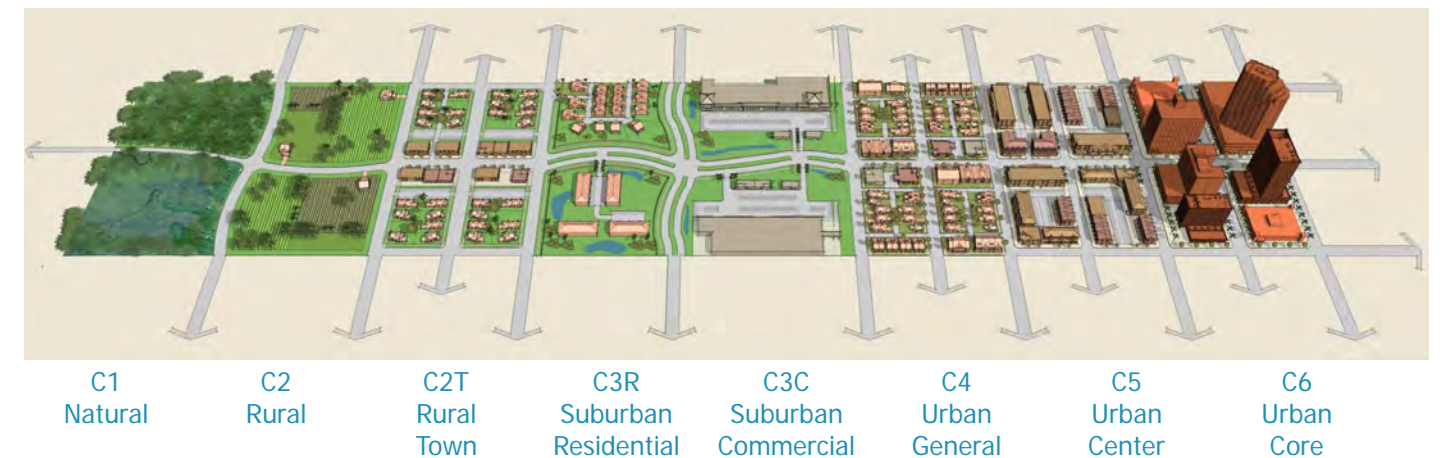 C1
Natural
C2
Rural
C2T
Rural
Town
C3R
Suburban
Residential
C3C
Suburban
Commercial
C4
Urban
General
C5
Urban
Center
C6
Urban
Core